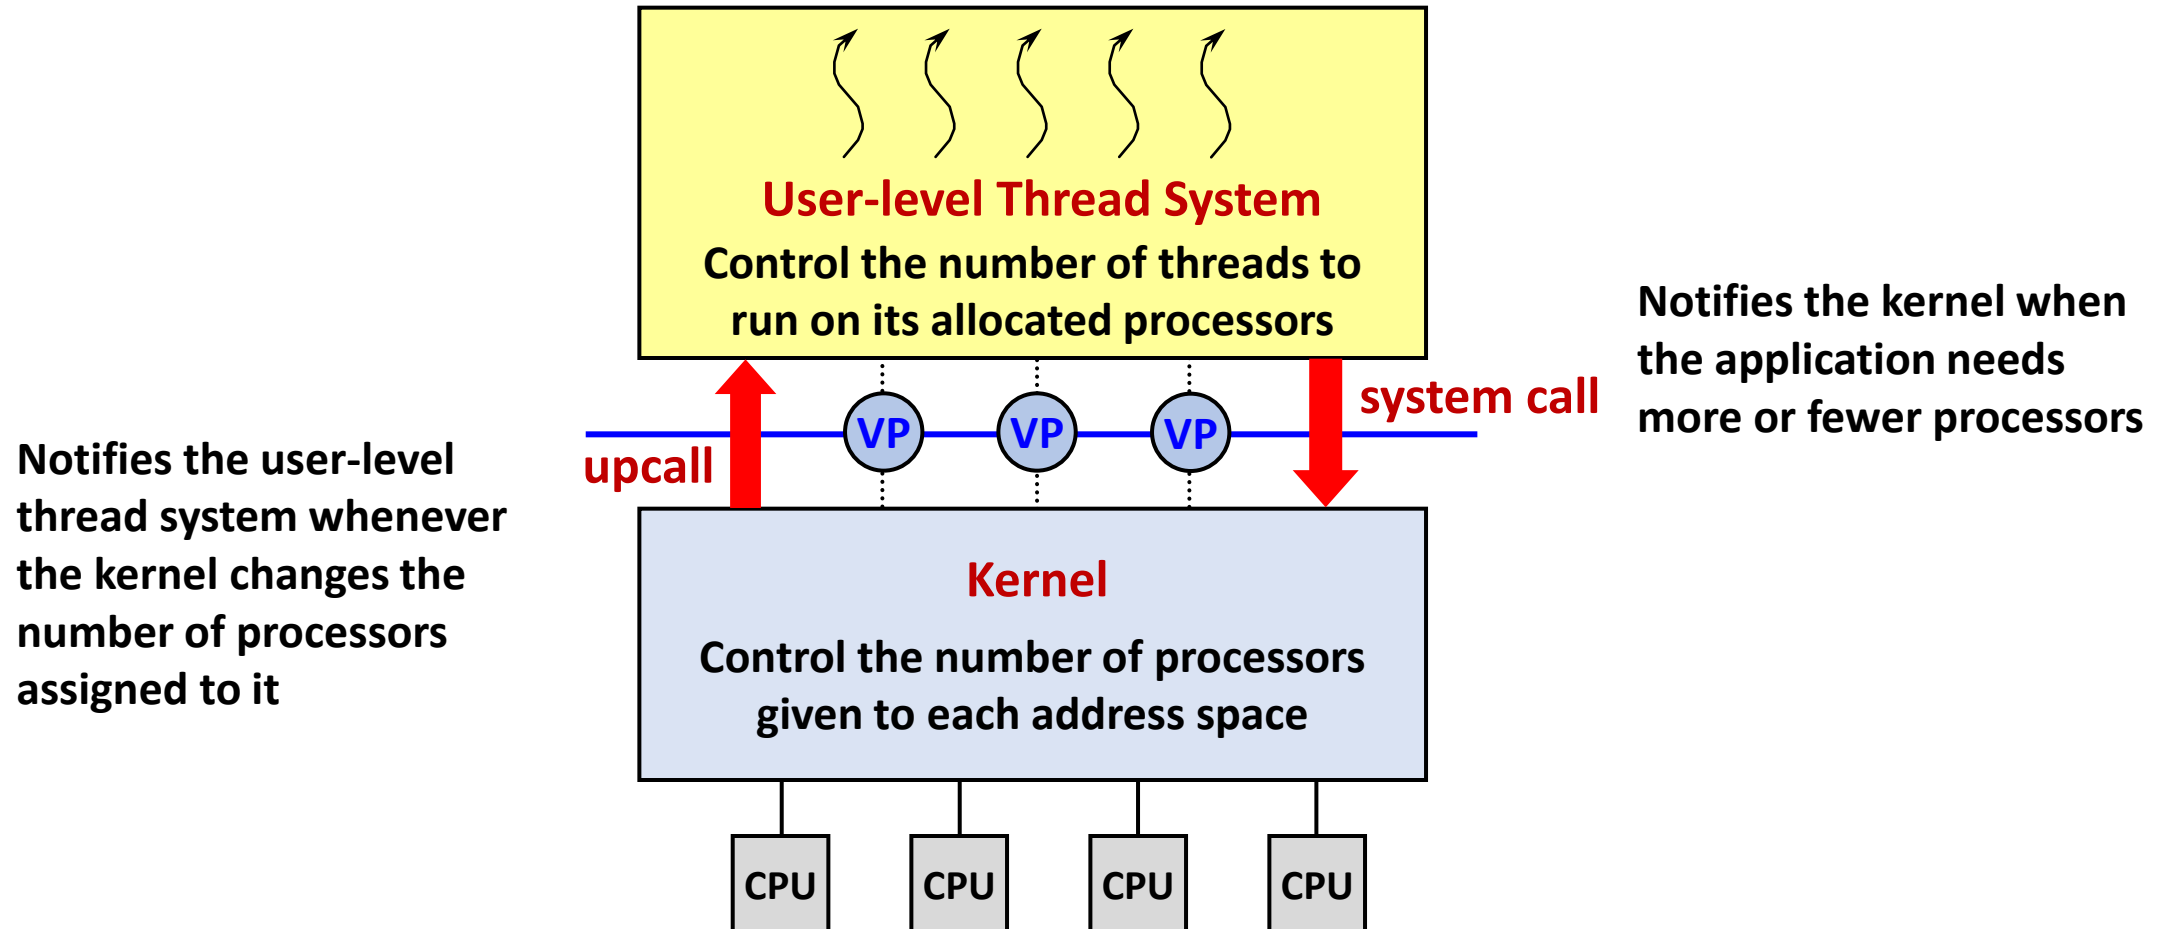 User-level Thread System
Control the number of threads to
run on its allocated processors
Notifies the kernel when
the application needs
more or fewer processors
system call
VP VP VP
upcall
Notifies the user-level
thread system whenever
the kernel changes the
number of processors
assigned to it
Kernel
Control the number of processors
given to each address space
CPU CPU CPU CPU